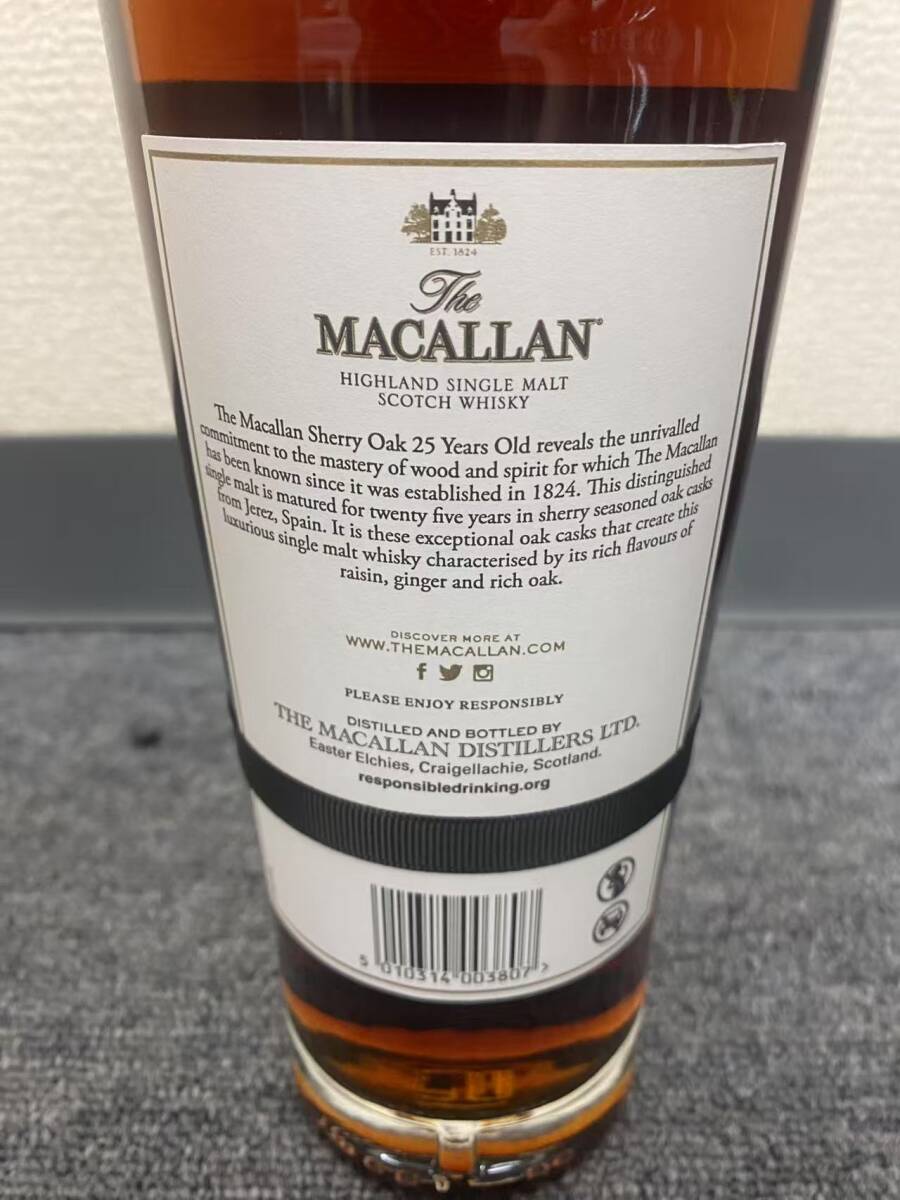 EST. 1824
The
MACALLAN®
HIGHLAND SINGLE MALT
SCOTCH WHISKY
The Macallan Sherry Oak 25 Years Old reveals the unrivalled
commitment to the mastery of wood and spirit for which The Macallan
has been known since it was established in 1824. This distinguished
single malt is matured for twenty five years in sherry seasoned oak casks
from Jerez, Spain. It is these exceptional oak casks that create this
luxurious single malt whisky characterised by its rich flavours of
raisin, ginger and rich oak.
DISCOVER MORE AT
WWW.THEMACALLAN.COM
PLEASE ENJOY RESPONSIBLY
DISTILLED AND BOTTLED BY
THE MACALLAN DISTILLERS LTD.
Easter Elchies, Craigellachie, Scotland.
responsibledrinking.org
5 010314 003807 >